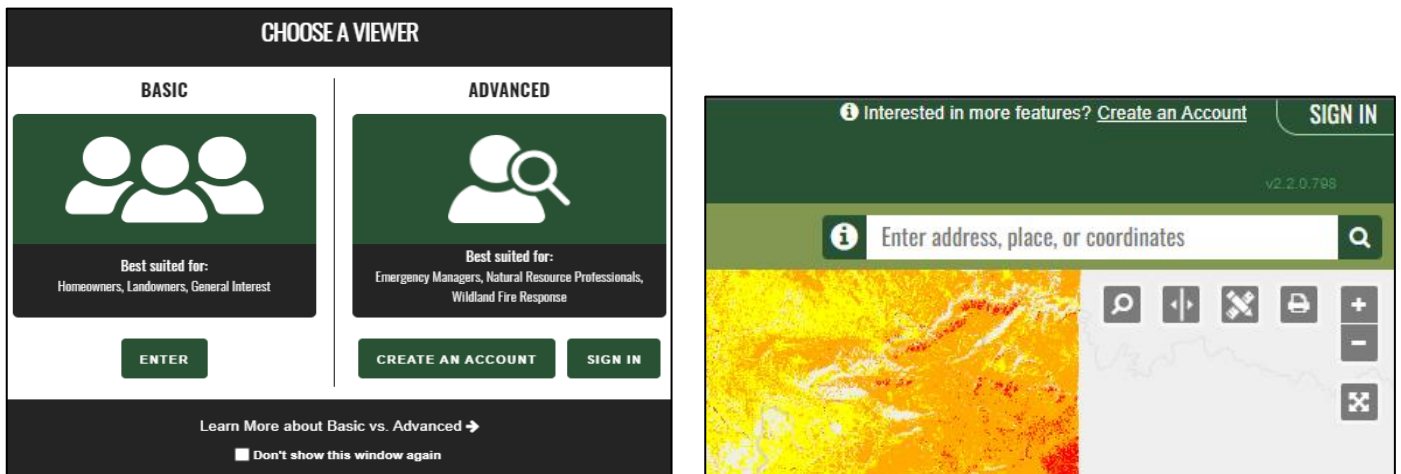 CHOOSE A VIEWER
BASIC
Best suited for:
Homeowners, Landowners, General Interest
ENTER
ADVANCED
Best suited for:
Emergency Managers, Natural Resource Professionals,
Wildland Fire Response
CREATE AN ACCOUNT
SIGN IN
Learn More about Basic vs. Advanced →
Don't show this window again
Interested in more features? Create an Account
SIGN IN
v2.2.0.798
Enter address, place, or coordinates